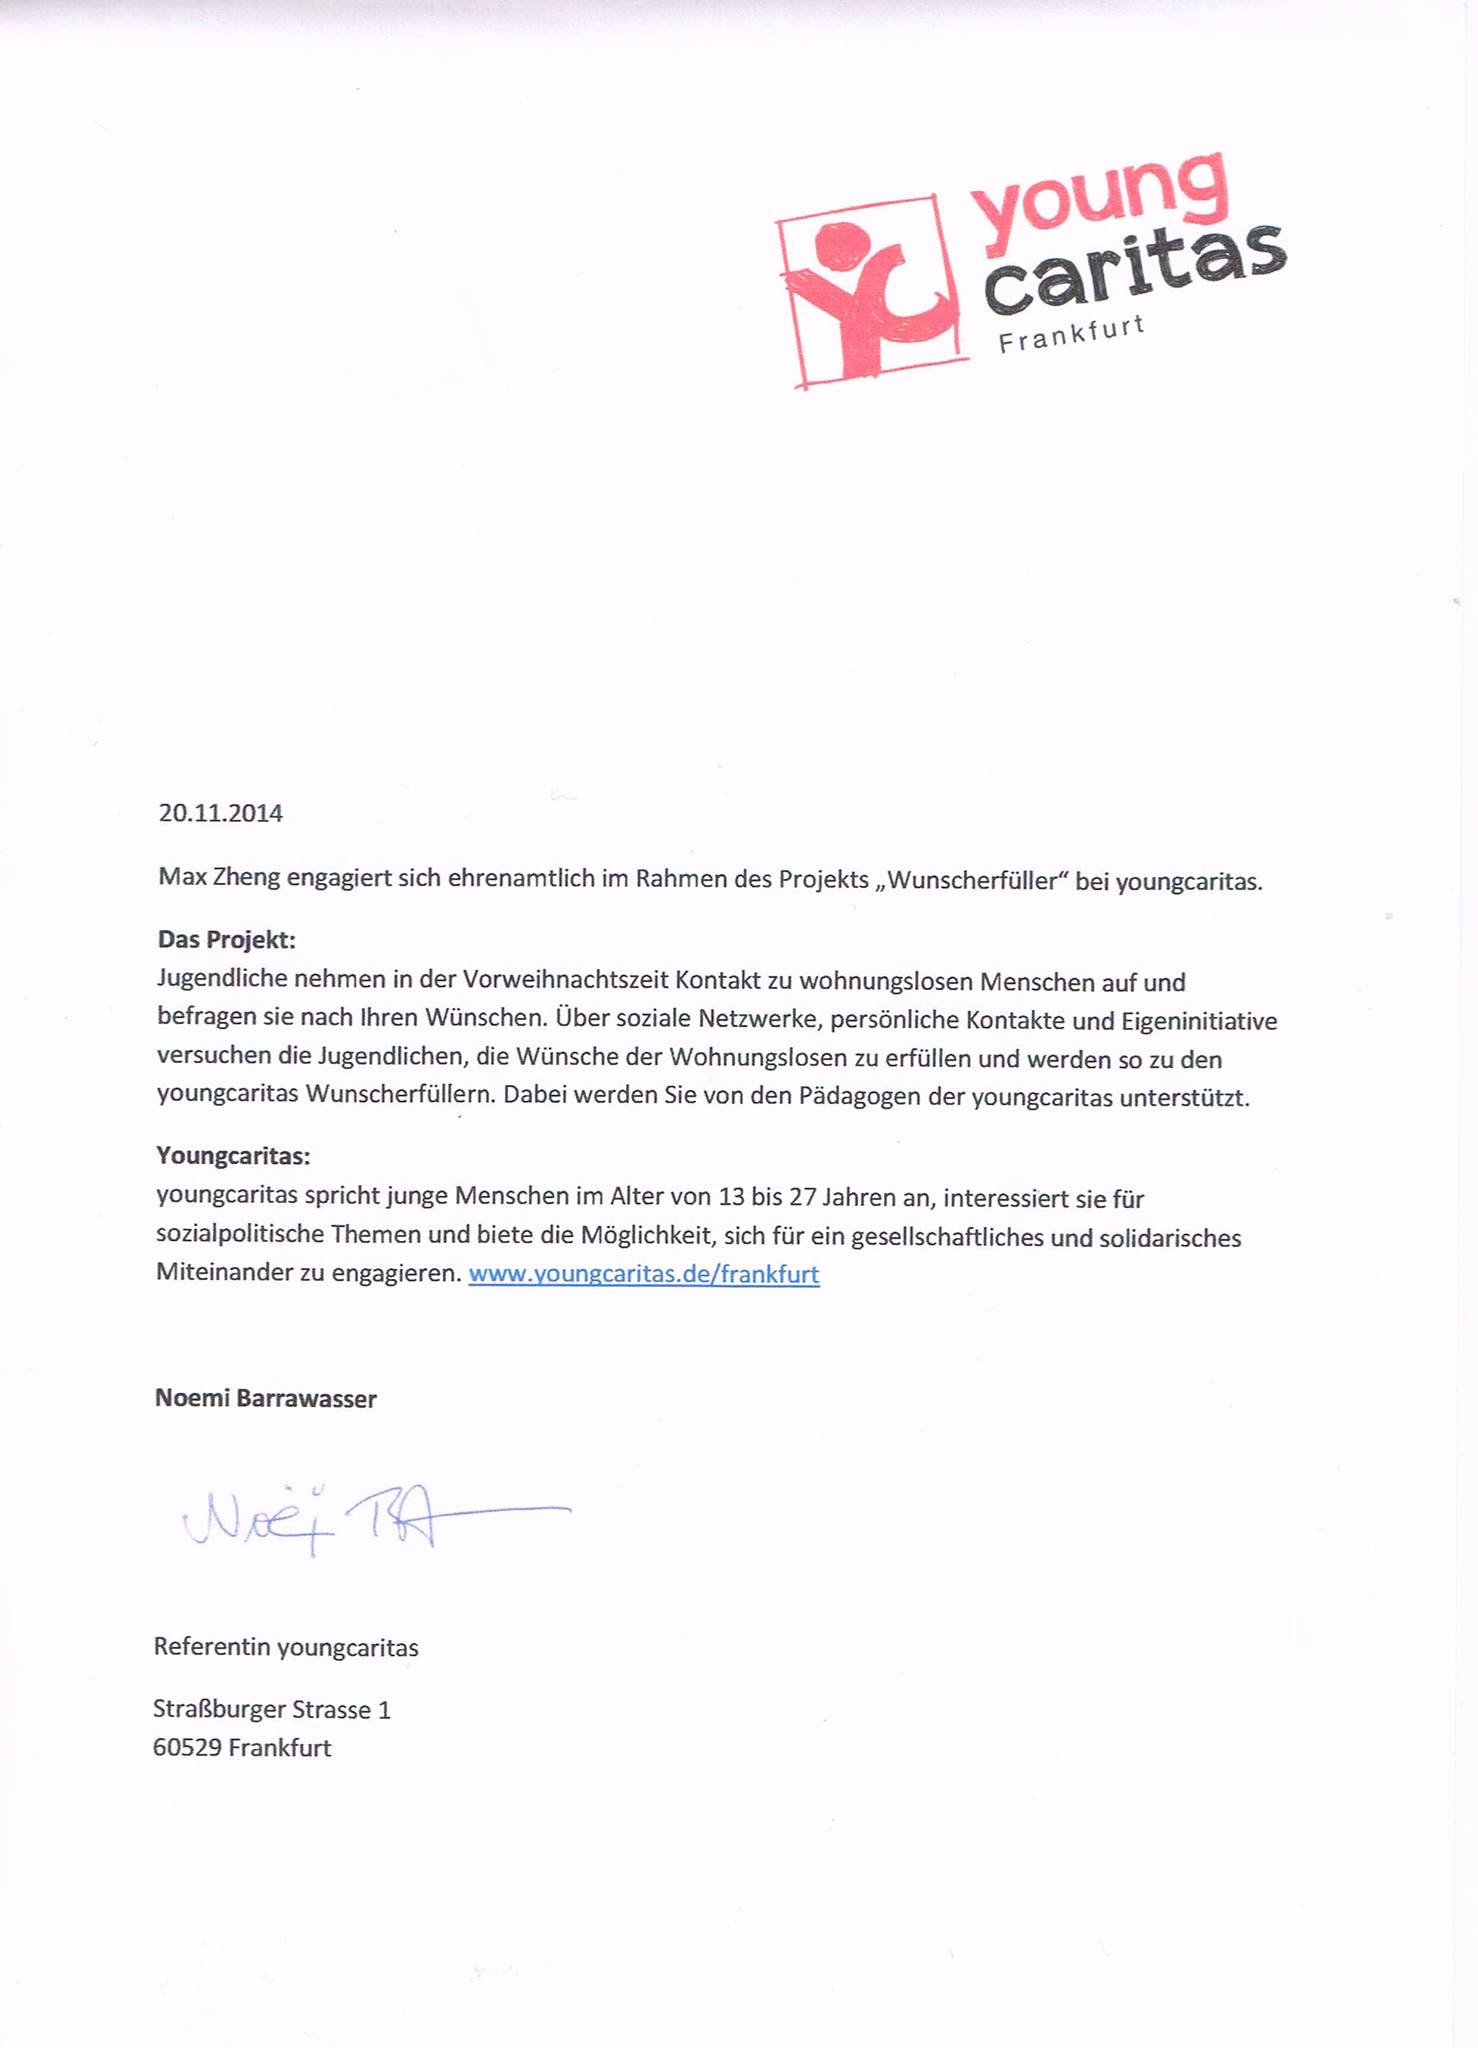 young
caritas
Frankfurt
20.11.2014
Max Zheng engagiert sich ehrenamtlich im Rahmen des Projekts „Wunscherfüller“ bei youngcaritas.
Das Projekt:
Jugendliche nehmen in der Vorweihnachtszeit Kontakt zu wohnungslosen Menschen auf und
befragen sie nach Ihren Wünschen. Über soziale Netzwerke, persönliche Kontakte und Eigeninitiative
versuchen die Jugendlichen, die Wünsche der Wohnungslosen zu erfüllen und werden so zu den
youngcaritas Wunscherfüllern. Dabei werden Sie von den Pädagogen der youngcaritas unterstützt.
Youngcaritas:
youngcaritas spricht junge Menschen im Alter von 13 bis 27 Jahren an, interessiert sie für
sozialpolitische Themen und biete die Möglichkeit, sich für ein gesellschaftliches und solidarisches
Miteinander zu engagieren. www.youngcaritas.de/frankfurt
Noemi Barrawasser
Referentin youngcaritas
Straßburger Strasse 1
60529 Frankfurt